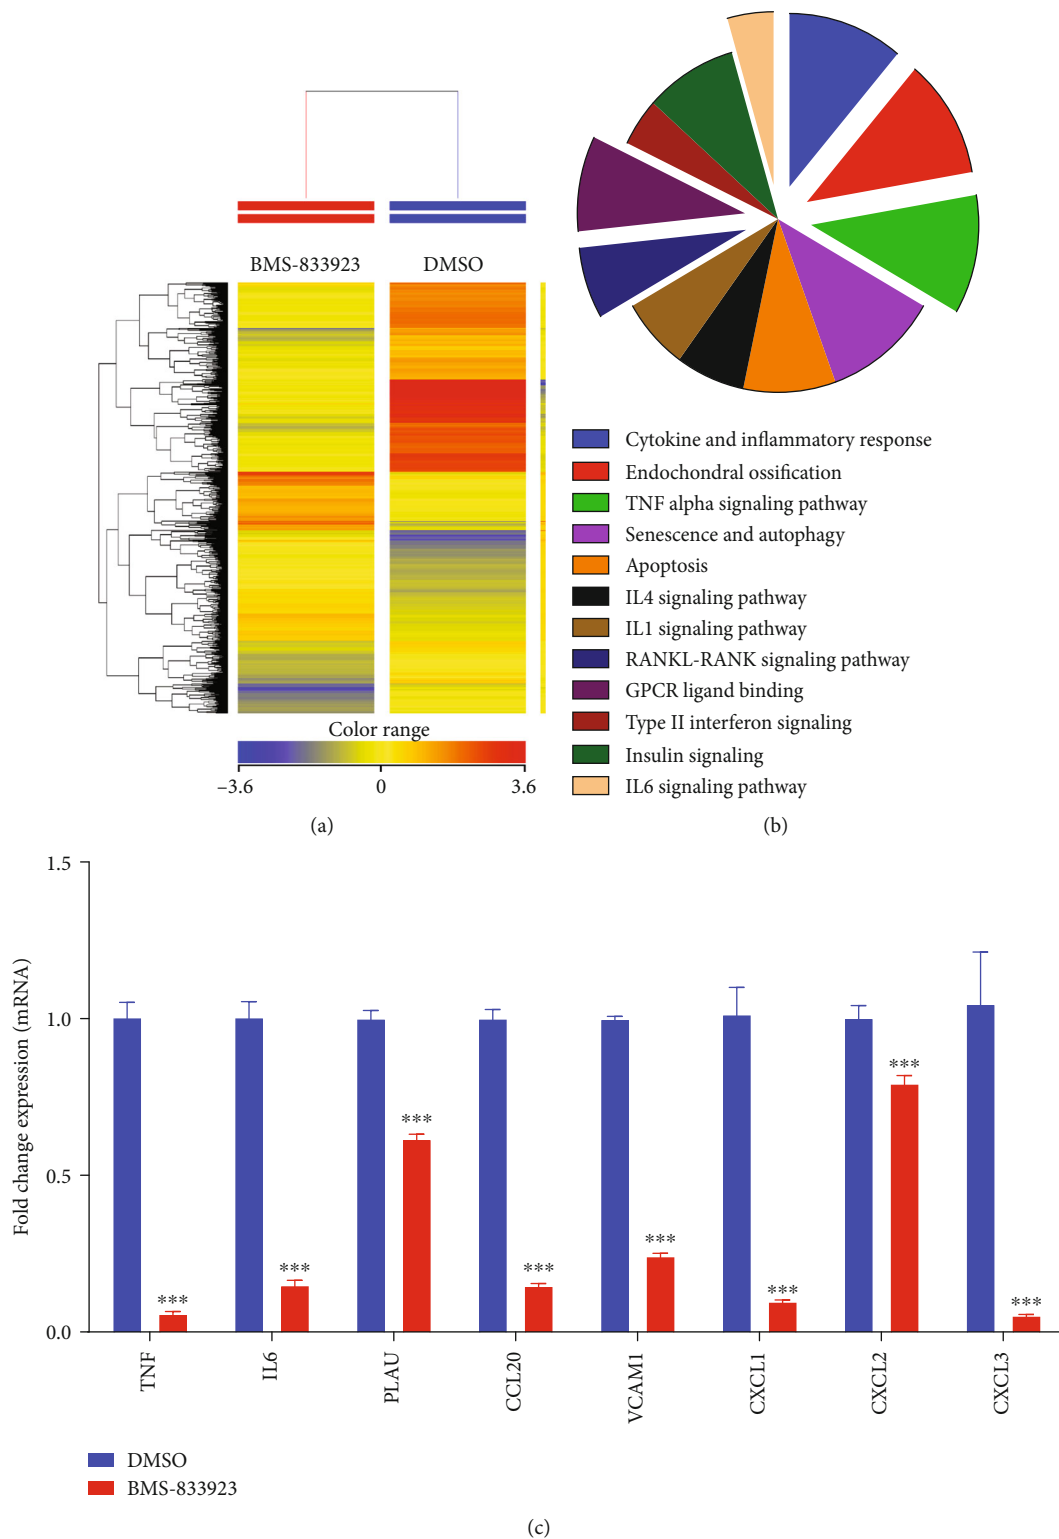 BMS-833923 DMSO
Color range
−3.6 0 3.6
(a)
Cytokine and inflammatory response
Endochondral ossification
TNF alpha signaling pathway
Senescence and autophagy
Apoptosis
IL4 signaling pathway
IL1 signaling pathway
RANKL-RANK signaling pathway
GPCR ligand binding
Type II interferon signaling
Insulin signaling
IL6 signaling pathway
(b)
Fold change expression (mRNA)
1.5
1.0
0.5
0.0
***
***
***
***
***
***
***
***
TNF
IL6
PLAU
CCL20
VCAM1
CXCL1
CXCL2
CXCL3
DMSO
BMS-833923
(c)